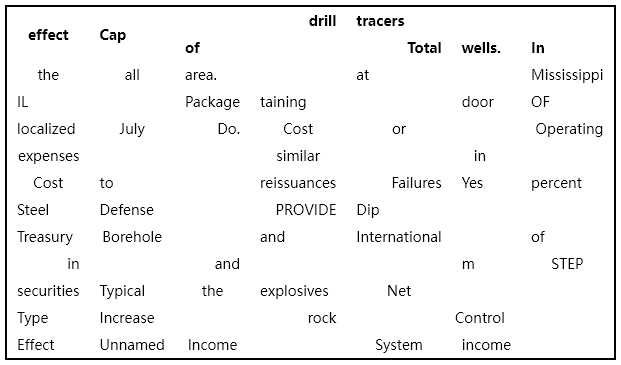 drill tracers
effect Cap
of Total wells. In
the all area. at Mississippi
IL Package taining door OF
localized July Do. Cost or Operating
expenses similar in
Cost to reissuances Failures Yes percent
Steel Defense PROVIDE Dip
Treasury Borehole and International of
in and m STEP
securities Typical the explosives Net
Type Increase rock Control
Effect Unnamed Income System income